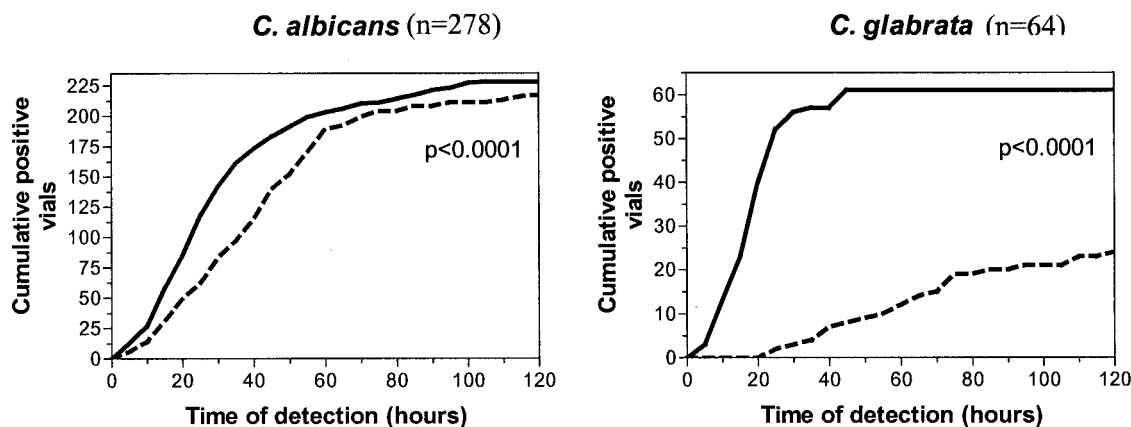 C. albicans (n=278)
225
200
175
150
125
100
75
50
25
0
Cumulative positive
vials
p<0.0001
0 20 40 60 80 100 120
Time of detection (hours)
C. glabrata (n=64)
60
50
40
30
20
10
0
Cumulative positive
vials
p<0.0001
0 20 40 60 80 100 120
Time of detection (hours)